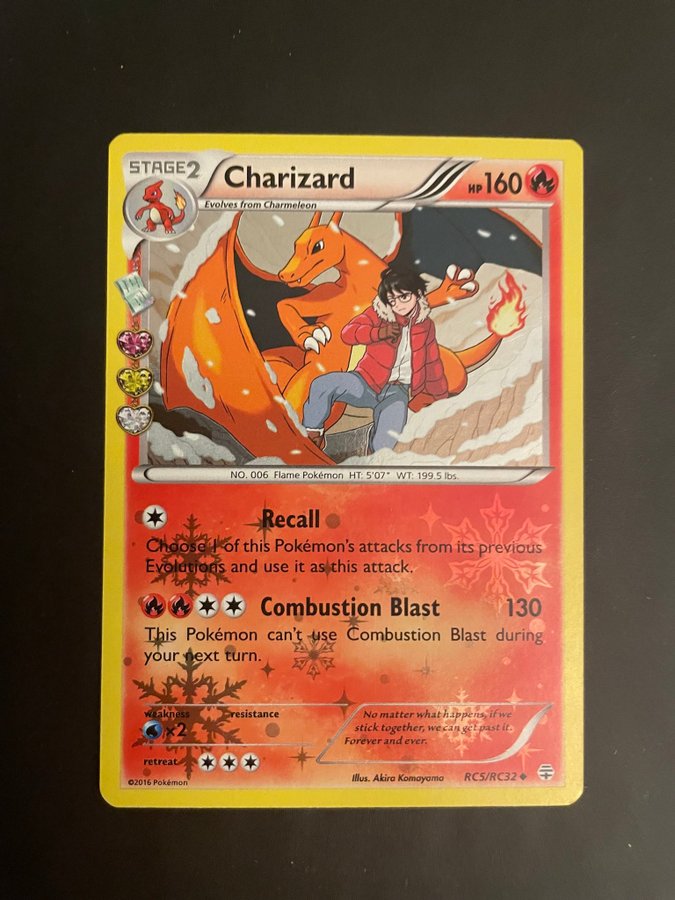 STAGE2
Charizard
HP 160
Evolves from Charmeleon
NO. 006 Flame Pokémon HT: 5'07" WT: 199.5 lbs.
Recall
Choose 1 of this Pokémon's attacks from its previous
Evolutions and use it as this attack.
Combustion Blast 130
This Pokémon can't use Combustion Blast during
your next turn.
weakness resistance
×2
No matter what happens, if we
stick together, we can get past it.
Forever and ever.
retreat
©2016 Pokémon
Illus. Akira Komayama
RC5/RC32